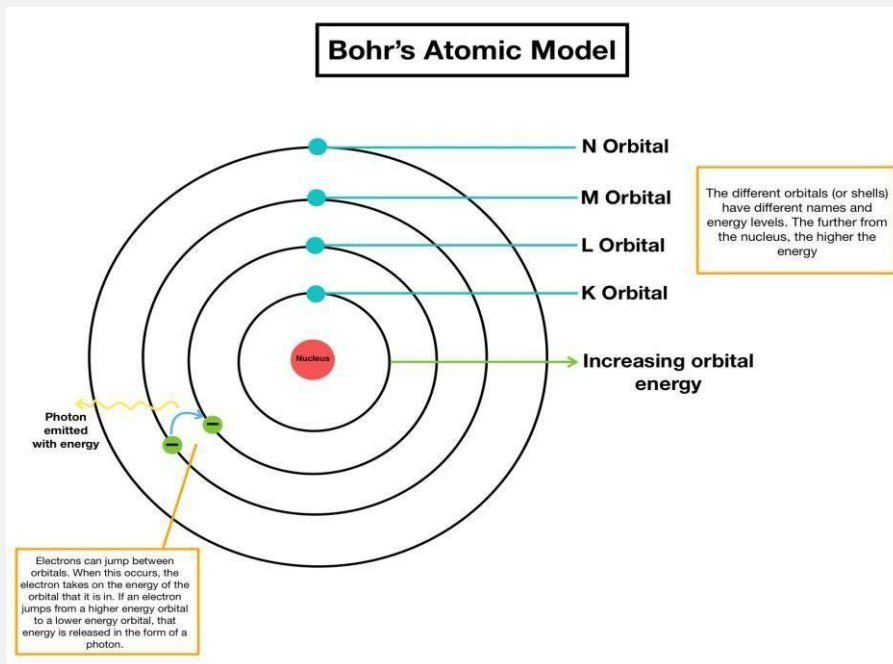 Bohr's Atomic Model
N Orbital
M Orbital
L Orbital
K Orbital
The different orbitals (or shells)
have different names and
energy levels. The further from
the nucleus, the higher the
energy
Nucleus
Increasing orbital
energy
Photon
emitted
with energy
Electrons can jump between
orbitals. When this occurs, the
electron takes on the energy of the
orbital that it is in. If an electron
jumps from a higher energy orbital
to a lower energy orbital, that
energy is released in the form of a
photon.